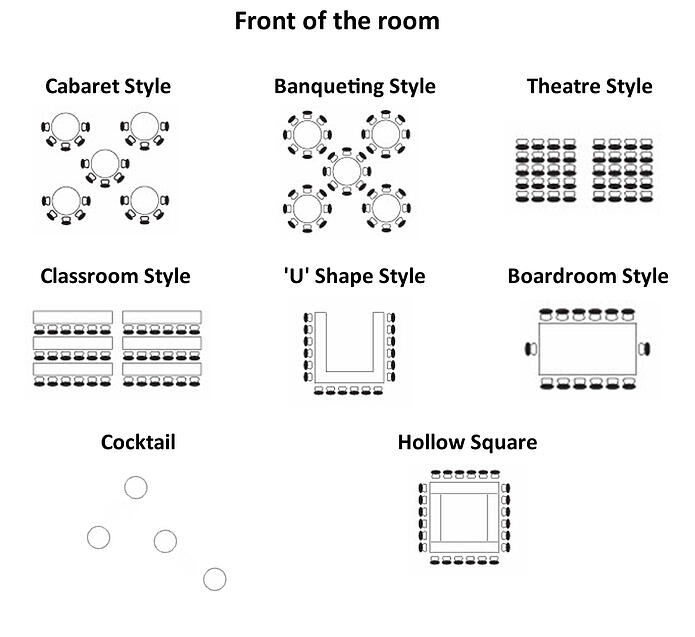 Front of the room
Cabaret Style
Banqueting Style
Theatre Style
Classroom Style
'U' Shape Style
Boardroom Style
Cocktail
Hollow Square